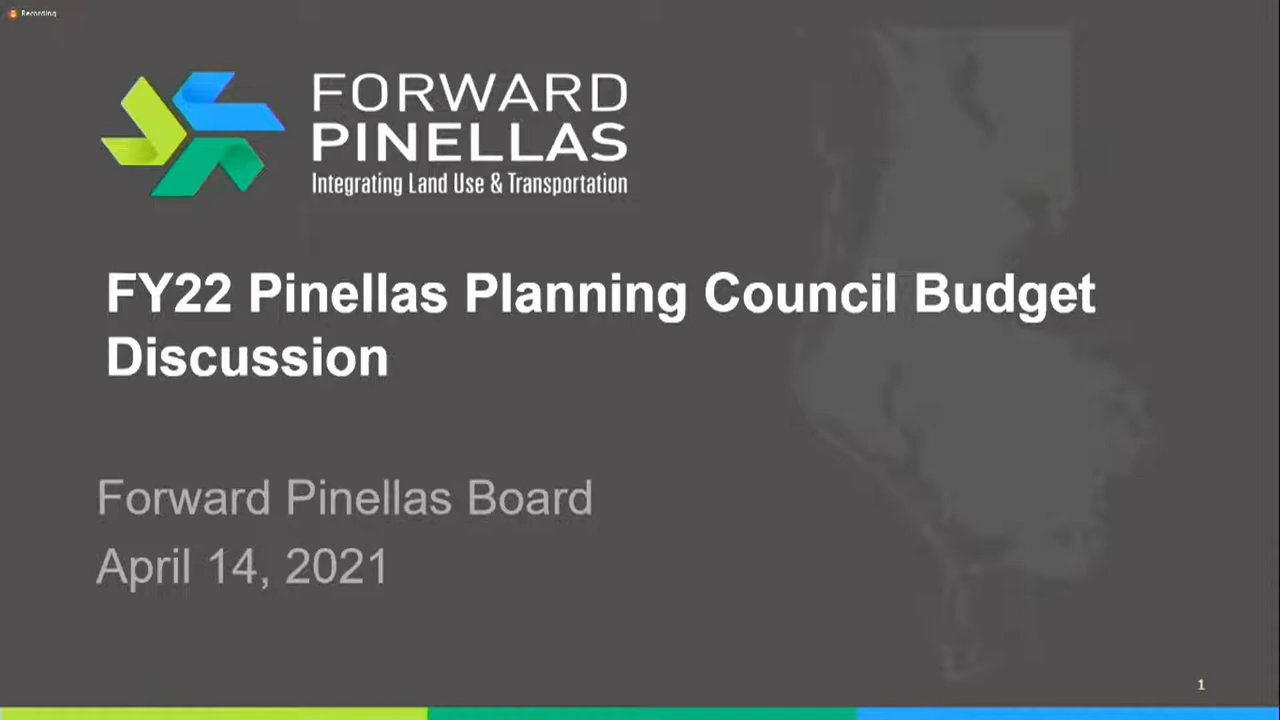 Recording
FORWARD
PINELLAS
Integrating Land Use & Transportation
FY22 Pinellas Planning Council Budget
Discussion
Forward Pinellas Board
April 14, 2021
1